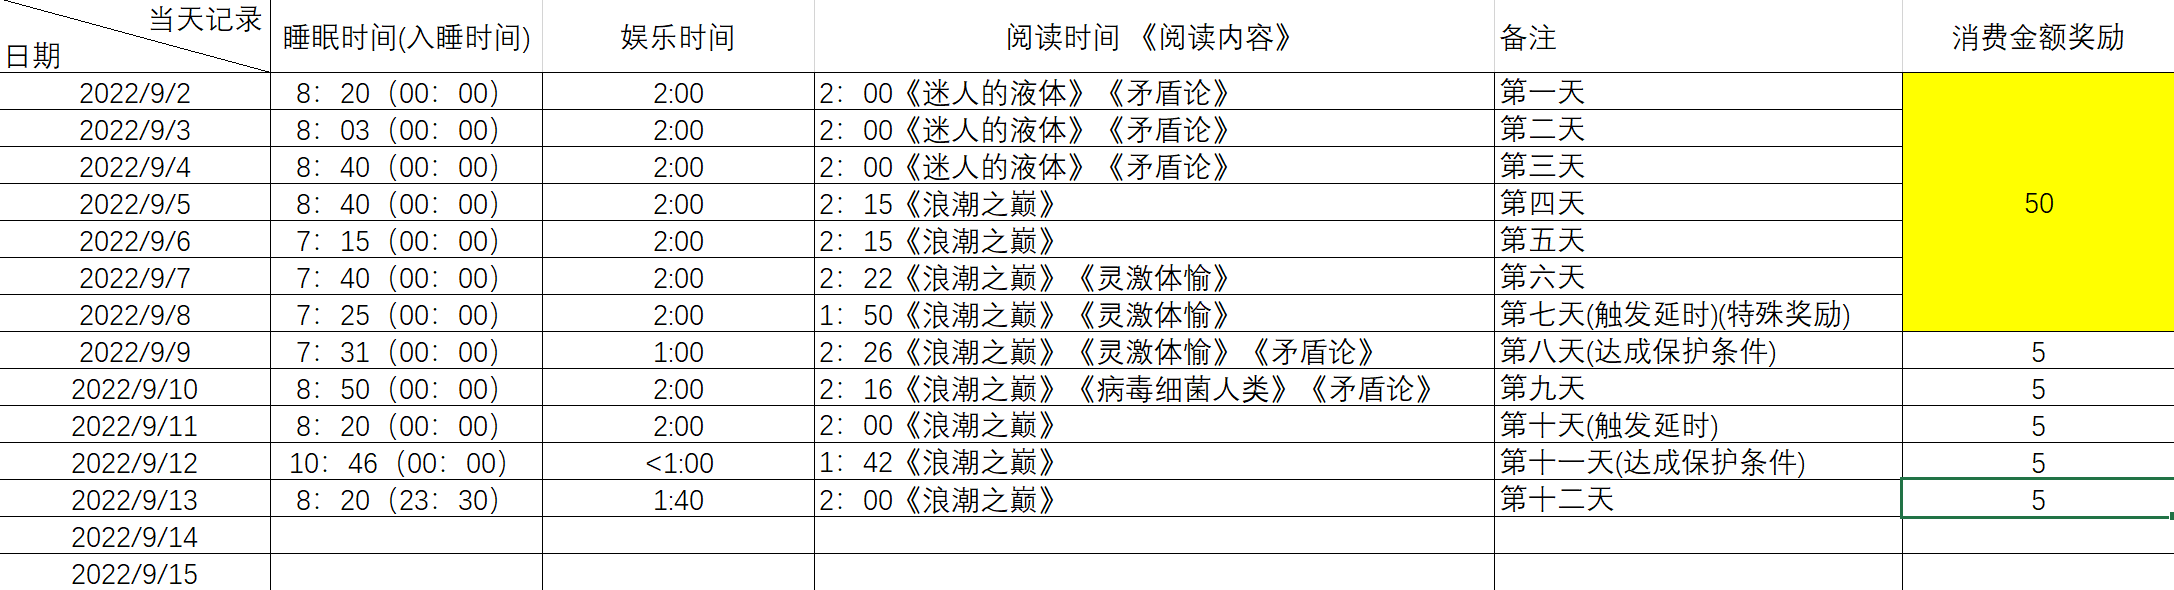 当天记录
日期 睡眠时间(入睡时间) 娱乐时间 阅读时间 《阅读内容》 备注 消费金额奖励
2022/9/2 8：20（00：00） 2:00 2：00《迷人的液体》《矛盾论》 第一天
2022/9/3 8：03（00：00） 2:00 2：00《迷人的液体》《矛盾论》 第二天
2022/9/4 8：40（00：00） 2:00 2：00《迷人的液体》《矛盾论》 第三天
2022/9/5 8：40（00：00） 2:00 2：15《浪潮之巅》 第四天 50
2022/9/6 7：15（00：00） 2:00 2：15《浪潮之巅》 第五天
2022/9/7 7：40（00：00） 2:00 2：22《浪潮之巅》《灵激体愉》 第六天
2022/9/8 7：25（00：00） 2:00 1：50《浪潮之巅》《灵激体愉》 第七天(触发延时)(特殊奖励)
2022/9/9 7：31（00：00） 1:00 2：26《浪潮之巅》《灵激体愉》《矛盾论》 第八天(达成保护条件) 5
2022/9/10 8：50（00：00） 2:00 2：16《浪潮之巅》《病毒细菌人类》《矛盾论》 第九天 5
2022/9/11 8：20（00：00） 2:00 2：00《浪潮之巅》 第十天(触发延时) 5
2022/9/12 10：46（00：00） <1:00 1：42《浪潮之巅》 第十一天(达成保护条件) 5
2022/9/13 8：20（23：30） 1:40 2：00《浪潮之巅》 第十二天 5
2022/9/14
2022/9/15